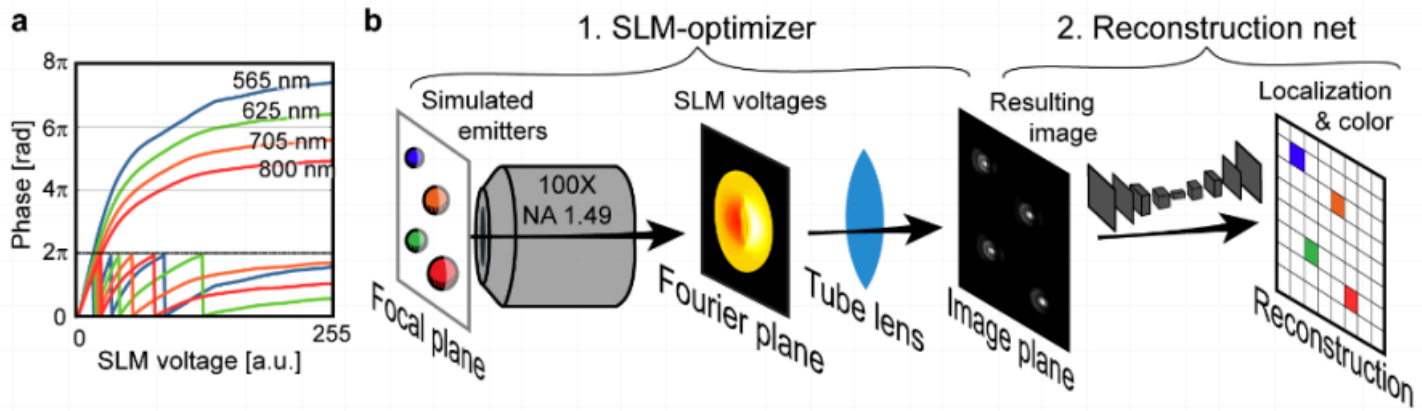 a
8π
6π
4π
2π
0
Phase [rad]
565 nm
625 nm
705 nm
800 nm
0
255
SLM voltage [a.u.]
b
1. SLM-optimizer
2. Reconstruction net
Simulated
emitters
Focal plane
100X
NA 1.49
SLM voltages
Fourier plane
Tube lens
Resulting
image
Image plane
Localization
& color
Reconstruction